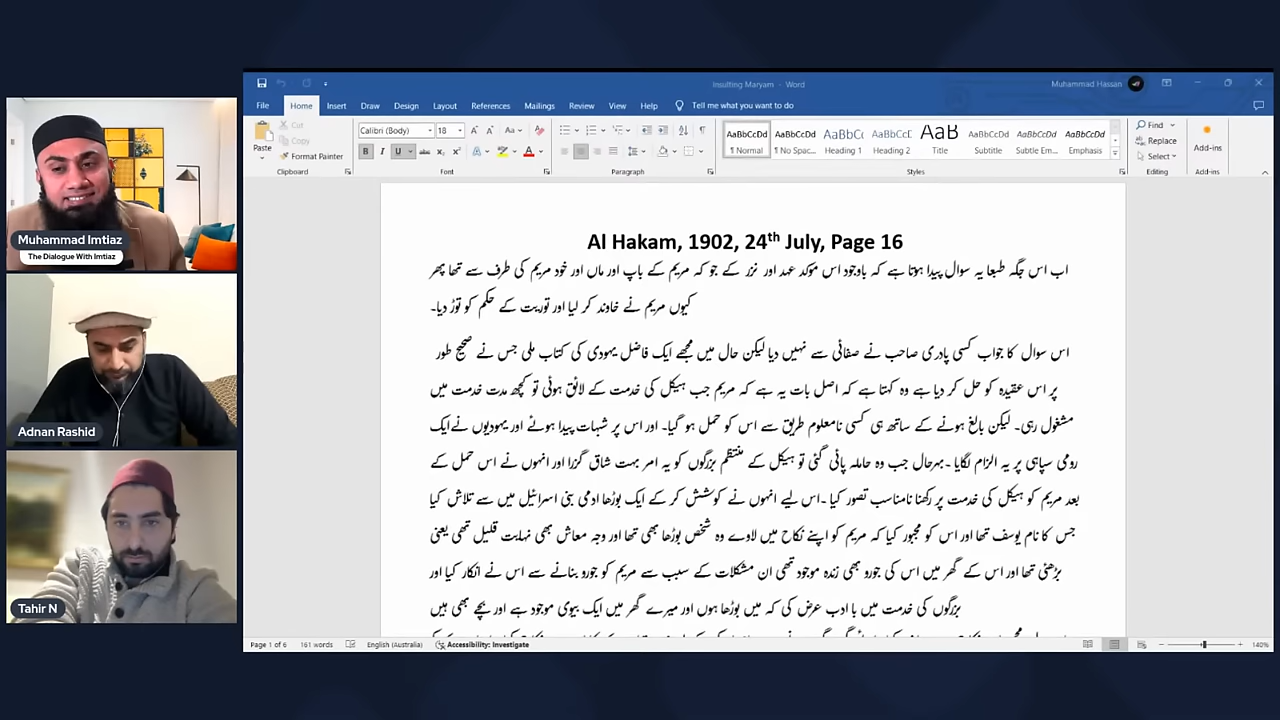 Insulting Maryam - Word
Muhammad Hassan
File Home Insert Draw Design Layout References Mailings Review View Help Tell me what you want to do
Paste
Cut
Copy
Format Painter
Clipboard
Calibri (Body) 18
Font
Paragraph
AaBbCcDd AaBbCcDd AaBbCc AaBbCcD AaB AaBbCcD AaBbCcDd AaBbCcDd
¶ Normal ¶ No Spac... Heading 1 Heading 2 Title Subtitle Subtle Em... Emphasis
Styles
Find
Replace
Select
Editing
Add-ins
Add-ins
Muhammad Imtiaz
The Dialogue With Imtiaz
Adnan Rashid
Tahir N
Al Hakam, 1902, 24th July, Page 16
اب اس جگہ طبعا یہ سوال پیدا ہوتا ہے کہ باوجود اس موکد عہد اور نزر کے جو کہ مریم کے باپ اور ماں اور خود مریم کی طرف سے تھا پھر
کیوں مریم نے خاوند کر لیا اور توریت کے حکم کو توڑ دیا۔
اس سوال کا جواب کسی پادری صاحب نے صفائی سے نہیں دیا لیکن حال میں مجھے ایک فاضل یہودی کی کتاب ملی جس نے صحیح طور
پر اس عقیدہ کو حل کر دیا ہے وہ کہتا ہے کہ اصل بات یہ ہے کہ مریم جب ہیکل کی خدمت کے لائق ہوئی تو کچھ مدت خدمت میں
مشغول رہی۔ لیکن بالغ ہونے کے ساتھ ہی کسی نامعلوم طریق سے اس کو حمل ہو گیا۔ اور اس پر شبہات پیدا ہوئے اور یہودیوں نےایک
رومی سپاہی پر یہ الزام لگایا ۔بہرحال جب وہ حاملہ پائی گئی تو ہیکل کے منتظم بزرگوں کو یہ امر بہت شاق گزرا اور انہوں نے اس حمل کے
بعد مریم کو ہیکل کی خدمت پر رکھنا نامناسب تصور کیا ۔اس لیے انہوں نے کوشش کر کے ایک بوڑھا ادمی بنی اسرائیل میں سے تلاش کیا
جس کا نام یوسف تھا اور اس کو مجبور کیا کہ مریم کو اپنے نکاح میں لاوے وہ شخص بوڑھا بھی تھا اور وجہ معاش بھی نہایت قلیل تھی یعنی
بڑھئی تھا اور اس کے گھر میں اس کی جورو بھی زندہ موجود تھی ان مشکلات کے سبب سے مریم کو جورو بنانے سے اس نے انکار کیا اور
بزرگوں کی خدمت میں با ادب عرض کی کہ میں بوڑھا ہوں اور میرے گھر میں ایک بیوی موجود ہے اور بچے بھی ہیں
Page 1 of 6 161 words English (Australia) Accessibility: Investigate 140%